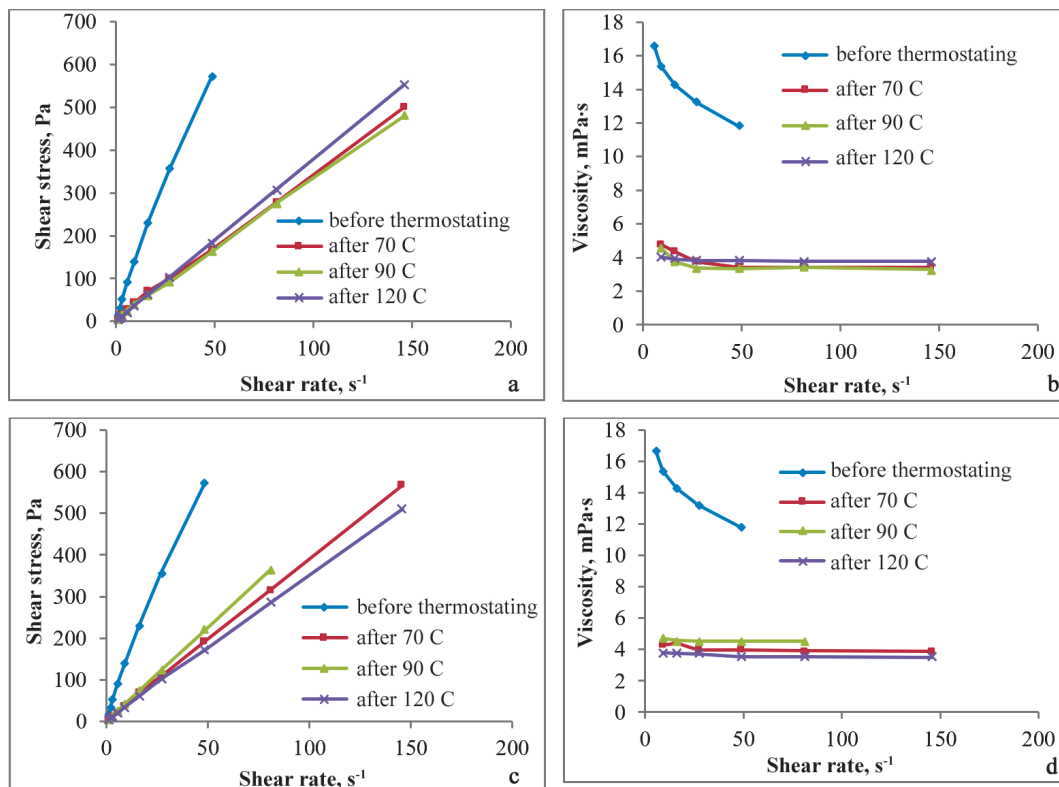 700
600
500
400
300
200
100
0
0 50 100 150 200
Shear stress, Pa
Shear rate, s-1
before thermostating
after 70 C
after 90 C
after 120 C
a
18
16
14
12
10
8
6
4
2
0
0 50 100 150 200
Viscosity, mPa·s
Shear rate, s-1
before thermostating
after 70 C
after 90 C
after 120 C
b
700
600
500
400
300
200
100
0
0 50 100 150 200
Shear stress, Pa
Shear rate, s-1
before thermostating
after 70 C
after 90 C
after 120 C
c
18
16
14
12
10
8
6
4
2
0
0 50 100 150 200
Viscosity, mPa·s
Shear rate, s-1
before thermostating
after 70 C
after 90 C
after 120 C
d